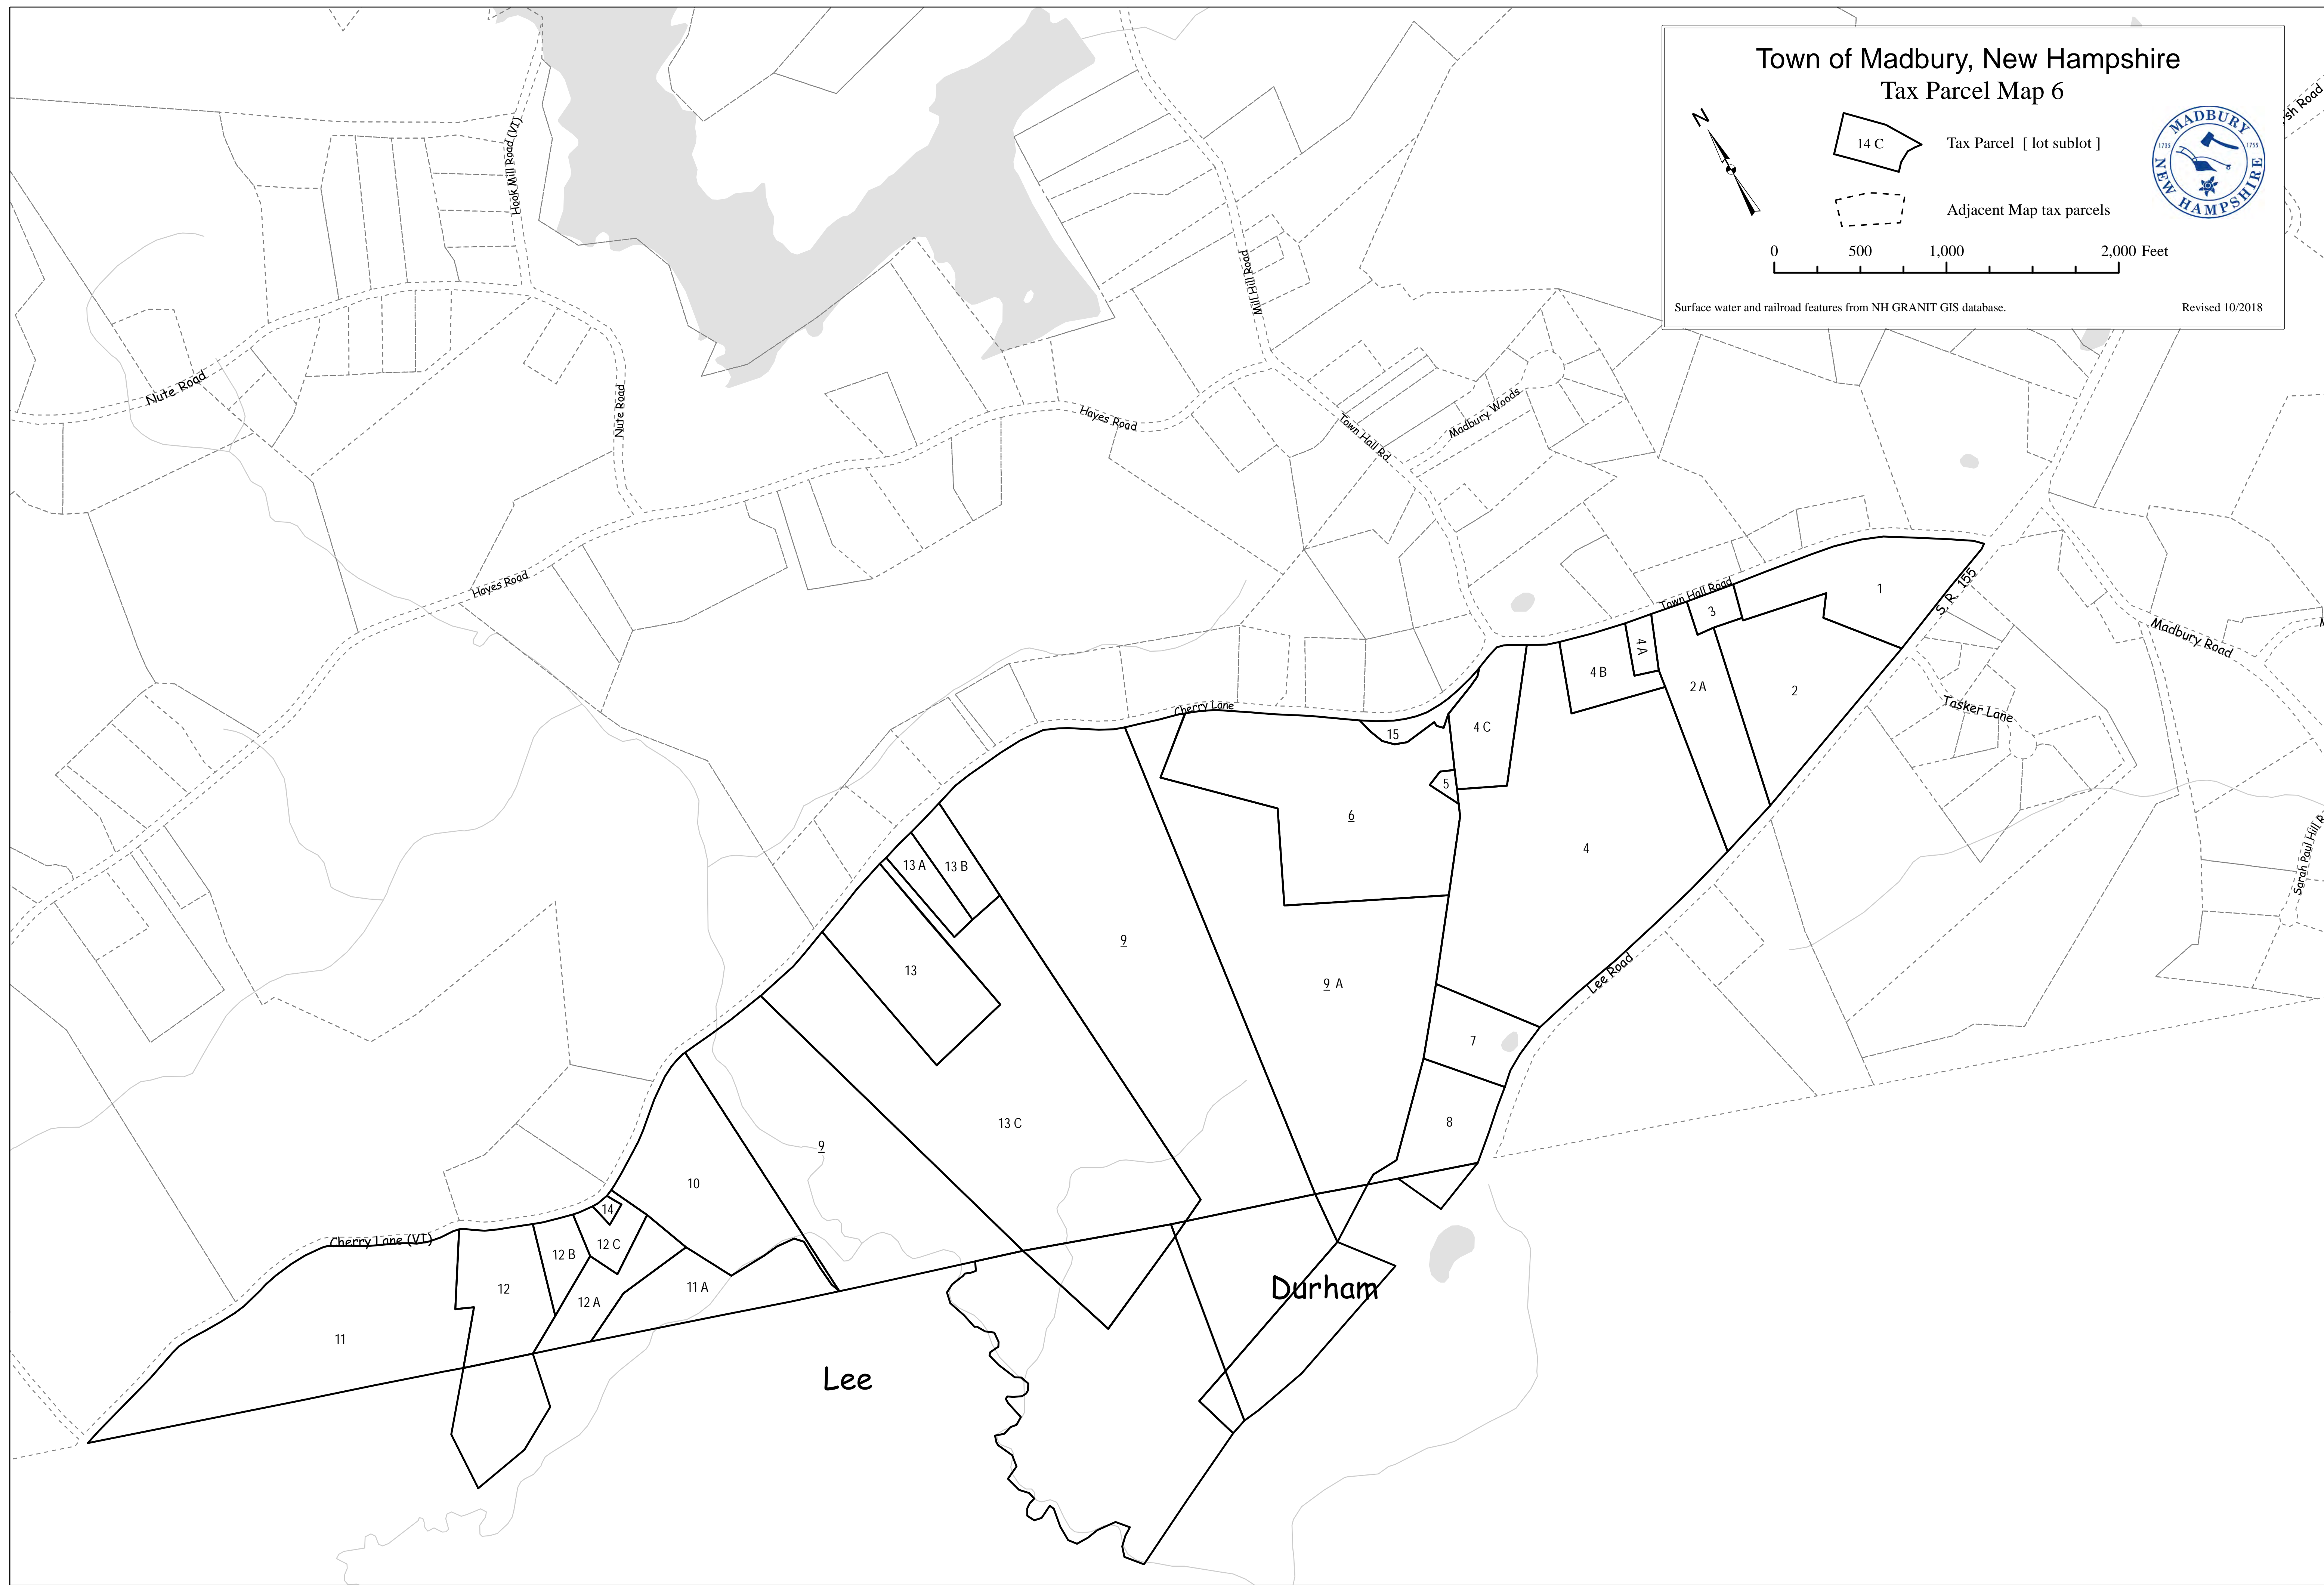 Town of Madbury, New Hampshire
Tax Parcel Map 6
N
14 C
Tax Parcel [ lot sublot ]
Adjacent Map tax parcels
MADBURY
1735
1755
NEW HAMPSHIRE
0 500 1,000 2,000 Feet
Surface water and railroad features from NH GRANIT GIS database.
Revised 10/2018
sh Road
Hook Mill Road (VI)
Mill Hill Road
Nute Road
Nute Road
Hayes Road
Town Hall Rd
Madbury Woods
Hayes Road
Town Hall Road
S. R. 155
Madbury Road
M
Tasker Lane
Sarah Paul Hill R
Cherry Lane
Lee Road
Cherry Lane (VI)
1
3
4 A
4 B
2 A
2
4 C
15
5
6
4
13 A
13 B
9
13
9 A
7
8
13 C
9
10
14
12 C
12 B
12
12 A
11 A
11
Durham
Lee